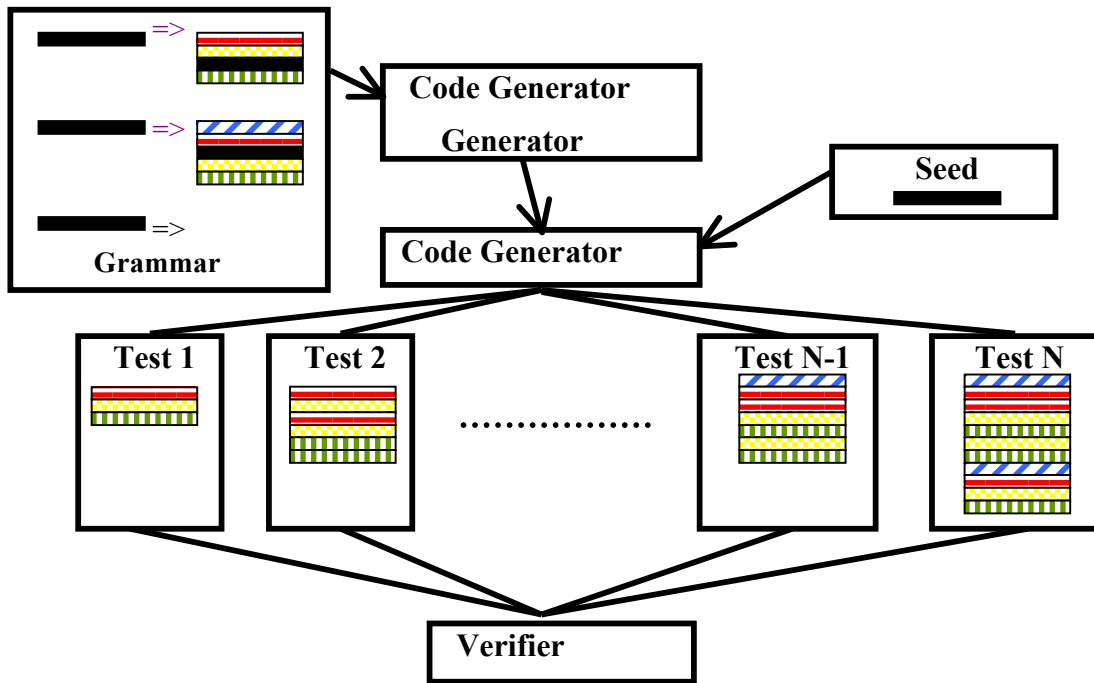 =>
=>
=>
Grammar
Code Generator
Generator
Seed
Code Generator
Test 1
Test 2
.................
Test N-1
Test N
Verifier